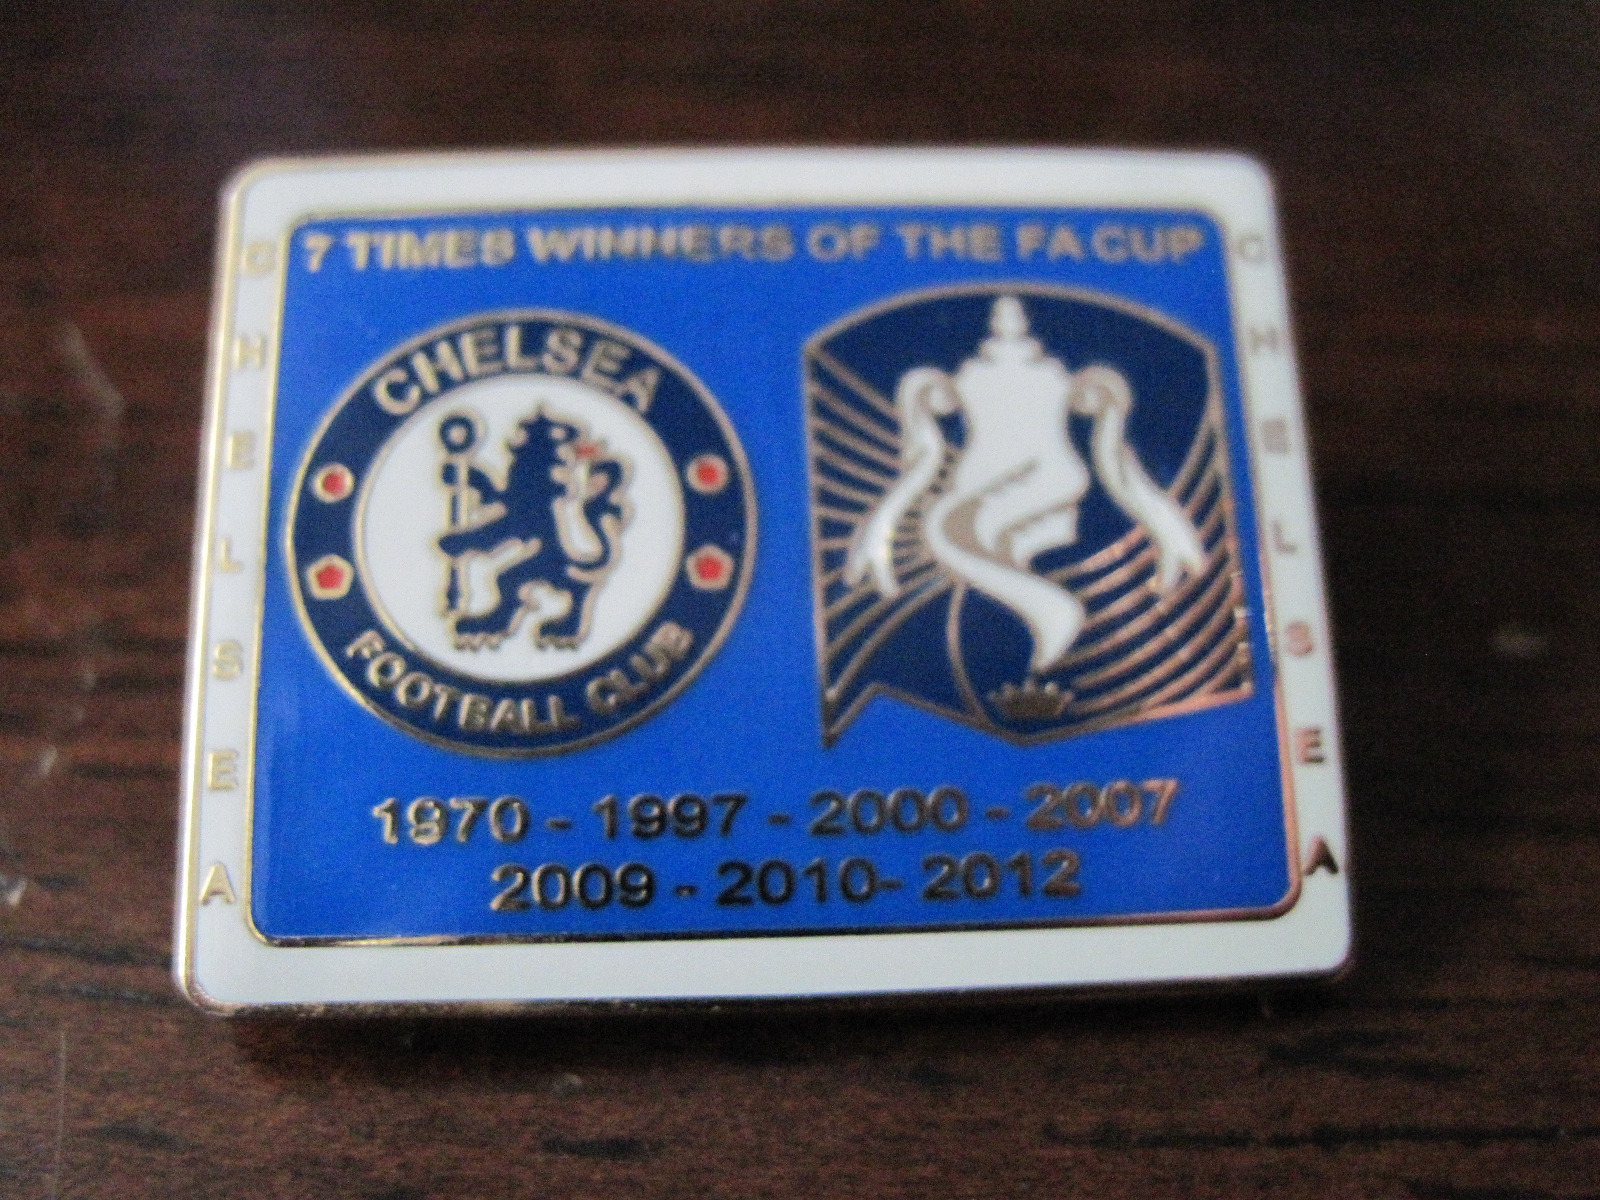 7 TIMES WINNERS OF THE FA CUP
CHELSEA
CHELSEA
FOOTBALL CLUB
CHELSEA
1970 - 1997 - 2000 - 2007
2009 - 2010- 2012